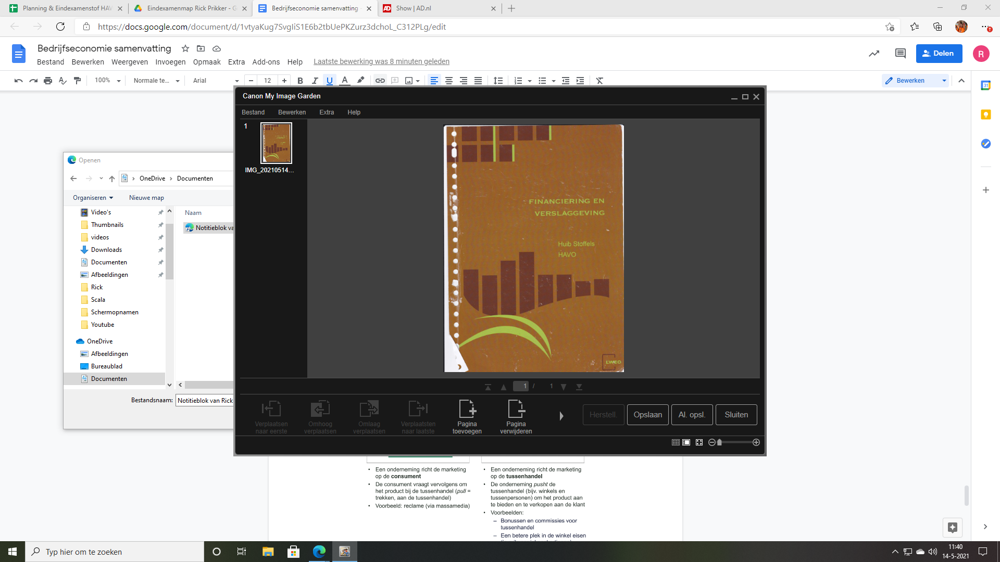 Planning & Eindexamenstof HAV
Eindexamenmap Rick Prikker - G
Bedrijfseconomie samenvatting -
AD Show | AD.nl
https://docs.google.com/document/d/1vtyaKug7SvgIiS1E6b2tbUePKZurz3dchoL_C312PLg/edit
Bedrijfseconomie samenvatting
Bestand Bewerken Weergeven Invoegen Opmaak Extra Add-ons Help Laatste bewerking was 8 minuten geleden
Delen
R
100% Normale te... Arial 12 B I U A Bewerken
31
Canon My Image Garden
Bestand Bewerken Extra Help
1
IMG_20210514...
FINANCIERING EN
VERSLAGGEVING
Huib Stoffels
HAVO
LWEO
1 / 1
Verplaatsen naar eerste
Omhoog verplaatsen
Omlaag verplaatsen
Verplaatsten naar laatste
Pagina toevoegen
Pagina verwijderen
Herstell. Opslaan Al. opsl. Sluiten
Openen
OneDrive › Documenten
Organiseren Nieuwe map
Naam
Notitieblok va
Video's
Thumbnails
videos
Downloads
Documenten
Afbeeldingen
Rick
Scala
Schermopnamen
Youtube
OneDrive
Afbeeldingen
Bureaublad
Documenten
Bestandsnaam: Notitieblok van Rick
• Een onderneming richt de marketing
op de consument
• De consument vraagt vervolgens om
het product bij de tussenhandel (pull =
trekken, aan de tussenhandel)
• Voorbeeld: reclame (via massamedia)
• Een onderneming richt de marketing
op de tussenhandel
• De onderneming pusht de
tussenhandel (bijv. winkels en
tussenpersonen) om het product aan
te bieden en te verkopen aan de klant
• Voorbeelden:
– Bonussen en commissies voor
tussenhandel
– Een betere plek in de winkel eisen
Typ hier om te zoeken
11:40
14-5-2021